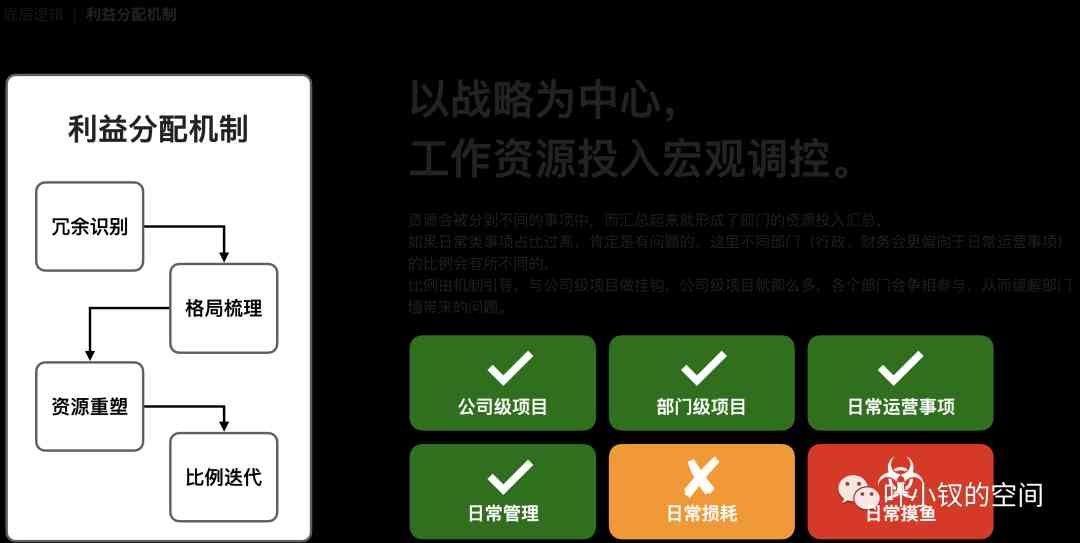 底层逻辑 | 利益分配机制
利益分配机制
冗余识别
格局梳理
资源重塑
比例迭代
以战略为中心，
工作资源投入宏观调控。
资源会被分到不同的事项中，而汇总起来就形成了部门的资源投入汇总，
如果日常类事项占比过高，肯定是有问题的，这里不同部门（行政、财务会更偏向于日常运营事项）
的比例会有所不同的。
比例由机制引导，与公司级项目做挂钩，公司级项目就那么多，各个部门会争相参与，从而缓解部门
墙带来的问题。
公司级项目
部门级项目
日常运营事项
日常管理
日常损耗
日常摸鱼
叶小钗的空间